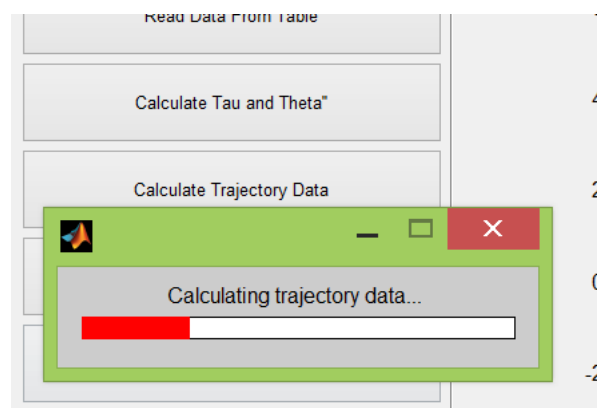 Read Data From Table
Calculate Tau and Theta"
4
Calculate Trajectory Data
2
Calculating trajectory data...
0
-2